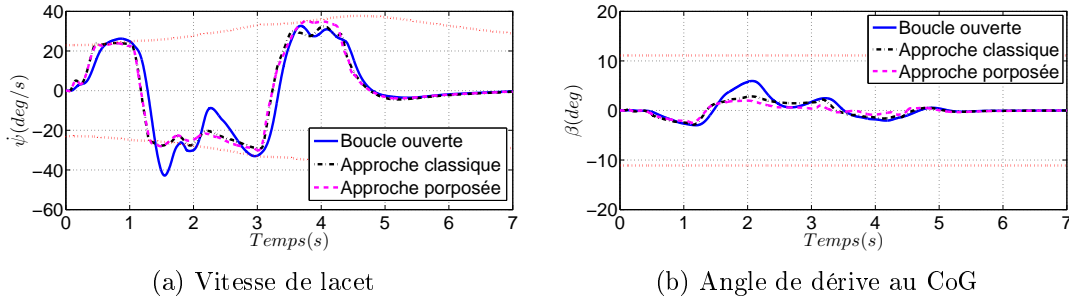 60
40
20
0
−20
−40
−60
ψ̇(deg/s)
0 1 2 3 4 5 6 7
Temps(s)
Boucle ouverte
Approche classique
Approche porposée
(a) Vitesse de lacet
20
10
0
−10
−20
β(deg)
0 1 2 3 4 5 6 7
Temps(s)
Boucle ouverte
Approche classique
Approche porposée
(b) Angle de dérive au CoG